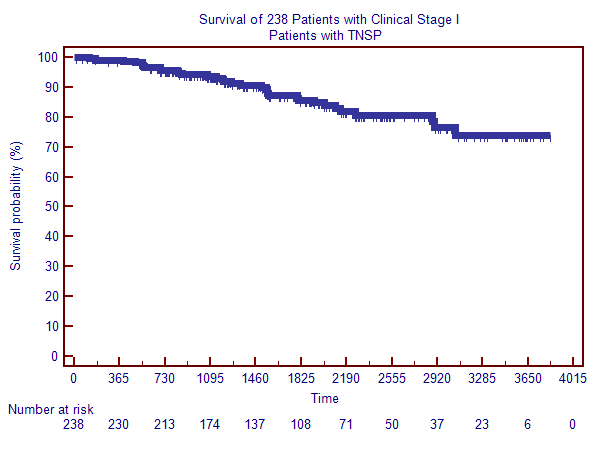 Survival of 238 Patients with Clinical Stage I
Patients with TNSP
100
90
80
70
60
50
40
30
20
10
0
Survival probability (%)
0 365 730 1095 1460 1825 2190 2555 2920 3285 3650 4015
Time
Number at risk
238 230 213 174 137 108 71 50 37 23 6 0